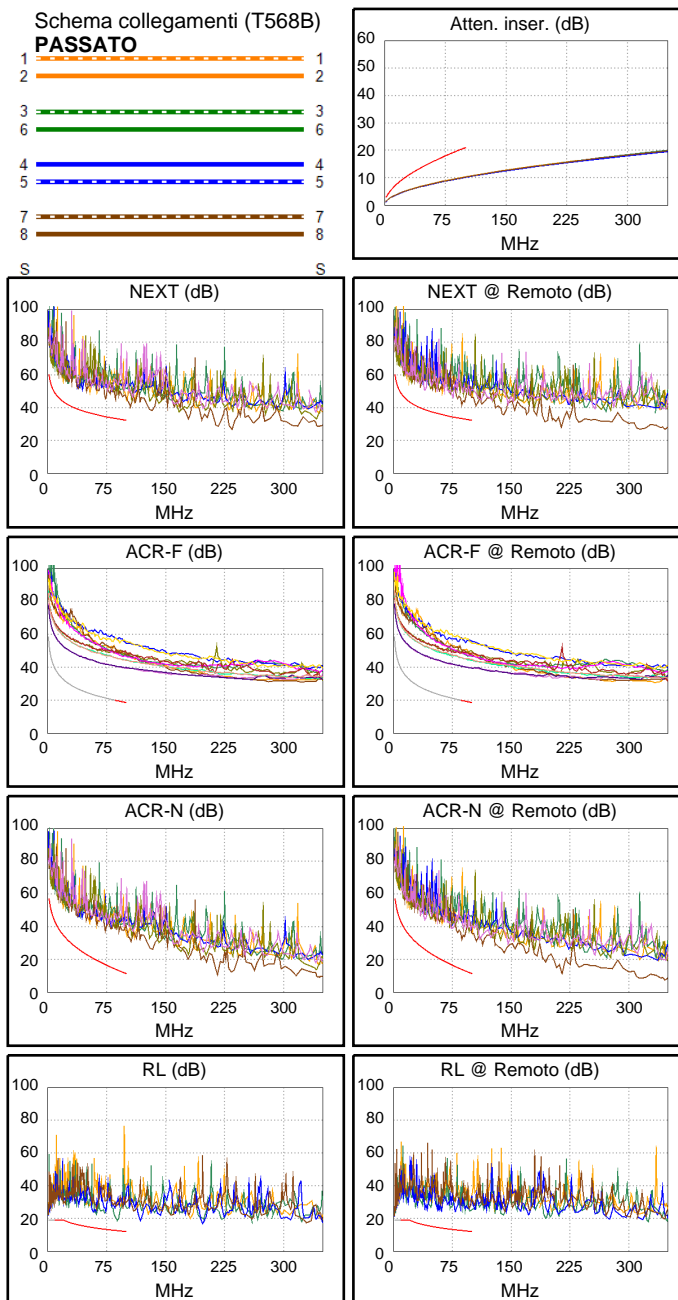 Schema collegamenti (T568B)
PASSATO
1 1
2 2
3 3
6 6
4 4
5 5
7 7
8 8
S S
Atten. inser. (dB)
60
50
40
30
20
10
0
0 75 150 225 300
MHz
NEXT (dB)
100
80
60
40
20
0
0 75 150 225 300
MHz
NEXT @ Remoto (dB)
100
80
60
40
20
0
0 75 150 225 300
MHz
ACR-F (dB)
100
80
60
40
20
0
0 75 150 225 300
MHz
ACR-F @ Remoto (dB)
100
80
60
40
20
0
0 75 150 225 300
MHz
ACR-N (dB)
100
80
60
40
20
0
0 75 150 225 300
MHz
ACR-N @ Remoto (dB)
100
80
60
40
20
0
0 75 150 225 300
MHz
RL (dB)
100
80
60
40
20
0
0 75 150 225 300
MHz
RL @ Remoto (dB)
100
80
60
40
20
0
0 75 150 225 300
MHz